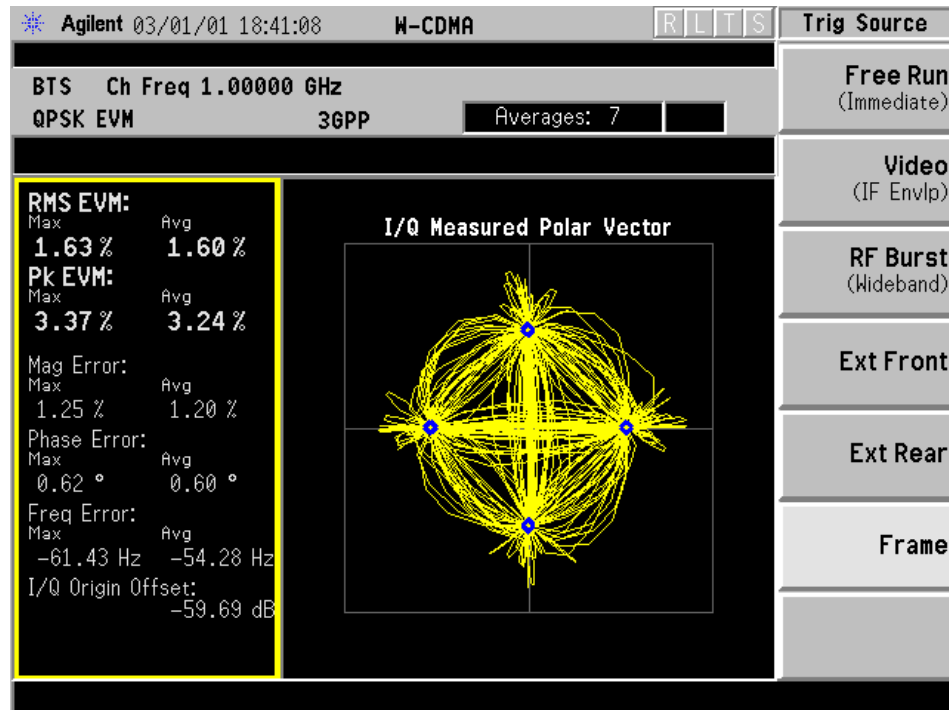 Agilent 03/01/01 18:41:08 W-CDMA R L T S Trig Source
BTS Ch Freq 1.00000 GHz
QPSK EVM 3GPP Averages: 7
RMS EVM:
Max Avg
1.63 % 1.60 %
Pk EVM:
Max Avg
3.37 % 3.24 %
Mag Error:
Max Avg
1.25 % 1.20 %
Phase Error:
Max Avg
0.62 ° 0.60 °
Freq Error:
Max Avg
-61.43 Hz -54.28 Hz
I/Q Origin Offset:
-59.69 dB
I/Q Measured Polar Vector
Free Run
(Immediate)
Video
(IF Envlp)
RF Burst
(Wideband)
Ext Front
Ext Rear
Frame